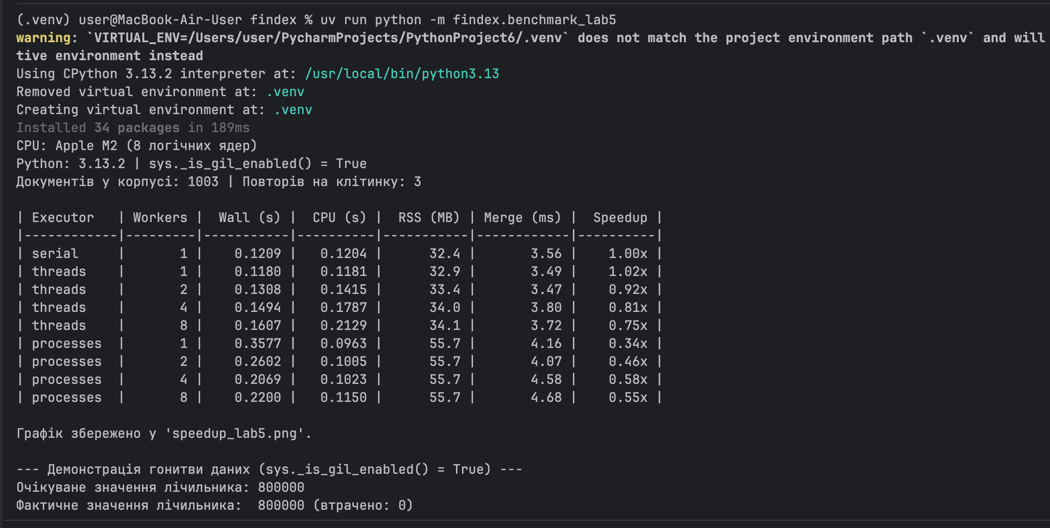 (.venv) user@MacBook-Air-User findex % uv run python -m findex.benchmark_lab5
warning: `VIRTUAL_ENV=/Users/user/PycharmProjects/PythonProject6/.venv` does not match the project environment path `.venv` and will
tive environment instead
Using CPython 3.13.2 interpreter at: /usr/local/bin/python3.13
Removed virtual environment at: .venv
Creating virtual environment at: .venv
Installed 34 packages in 189ms
CPU: Apple M2 (8 логічних ядер)
Python: 3.13.2 | sys._is_gil_enabled() = True
Документів у корпусі: 1003 | Повторів на клітинку: 3
| Executor   | Workers |  Wall (s) |  CPU (s) |  RSS (MB) | Merge (ms) |  Speedup |
|------------|---------|-----------|----------|-----------|------------|----------|
| serial     |       1 |    0.1209 |   0.1204 |      32.4 |       3.56 |    1.00x |
| threads    |       1 |    0.1180 |   0.1181 |      32.9 |       3.49 |    1.02x |
| threads    |       2 |    0.1308 |   0.1415 |      33.4 |       3.47 |    0.92x |
| threads    |       4 |    0.1494 |   0.1787 |      34.0 |       3.80 |    0.81x |
| threads    |       8 |    0.1607 |   0.2129 |      34.1 |       3.72 |    0.75x |
| processes  |       1 |    0.3577 |   0.0963 |      55.7 |       4.16 |    0.34x |
| processes  |       2 |    0.2602 |   0.1005 |      55.7 |       4.07 |    0.46x |
| processes  |       4 |    0.2069 |   0.1023 |      55.7 |       4.58 |    0.58x |
| processes  |       8 |    0.2200 |   0.1150 |      55.7 |       4.68 |    0.55x |
Графік збережено у 'speedup_lab5.png'.
--- Демонстрація гонитви даних (sys._is_gil_enabled() = True) ---
Очікуване значення лічильника: 800000
Фактичне значення лічильника:  800000 (втрачено: 0)